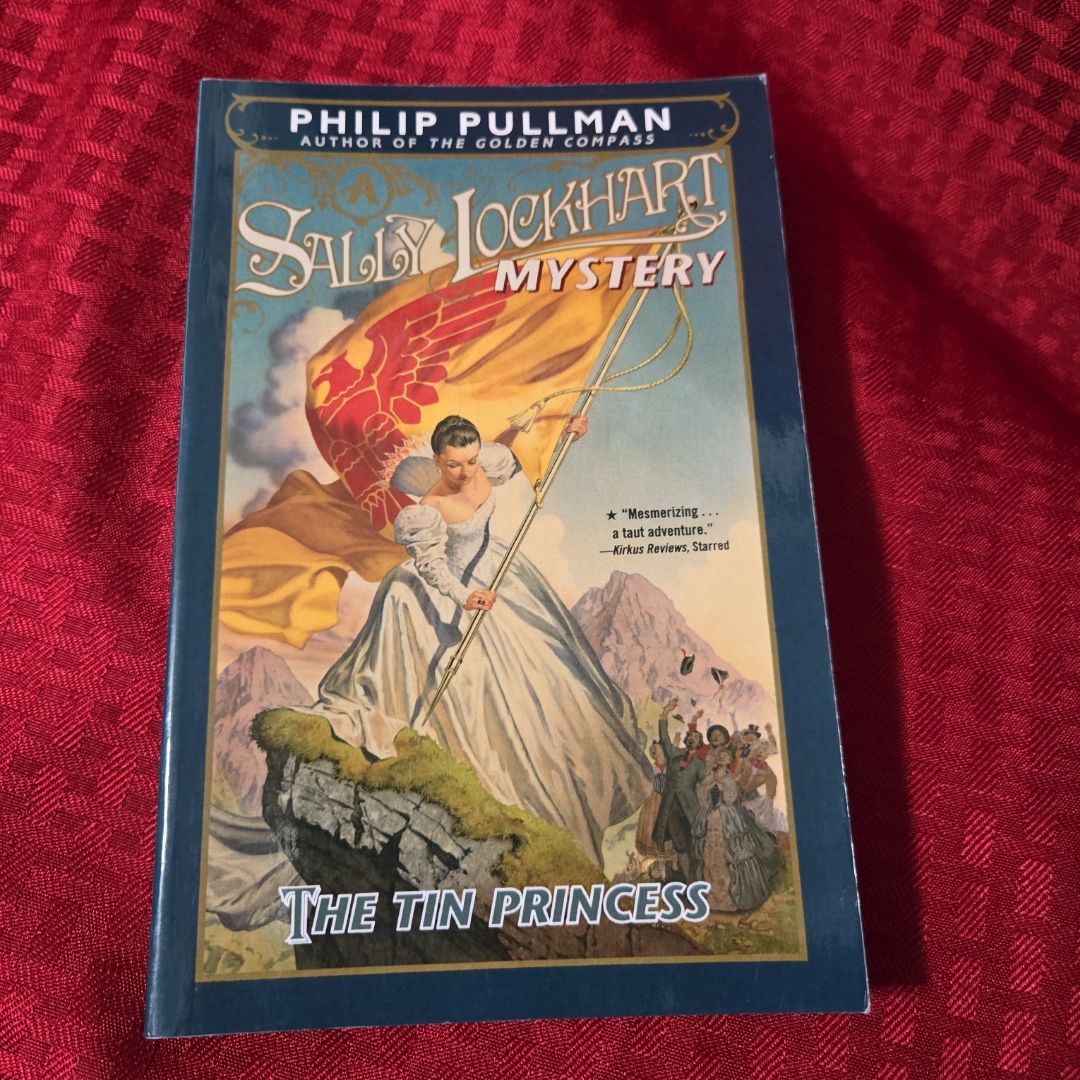 PHILIP PULLMAN
AUTHOR OF THE GOLDEN COMPASS
A
SALLY LOCKHART
MYSTERY
★ “Mesmerizing . . .
a taut adventure.”
—Kirkus Reviews, Starred
THE TIN PRINCESS